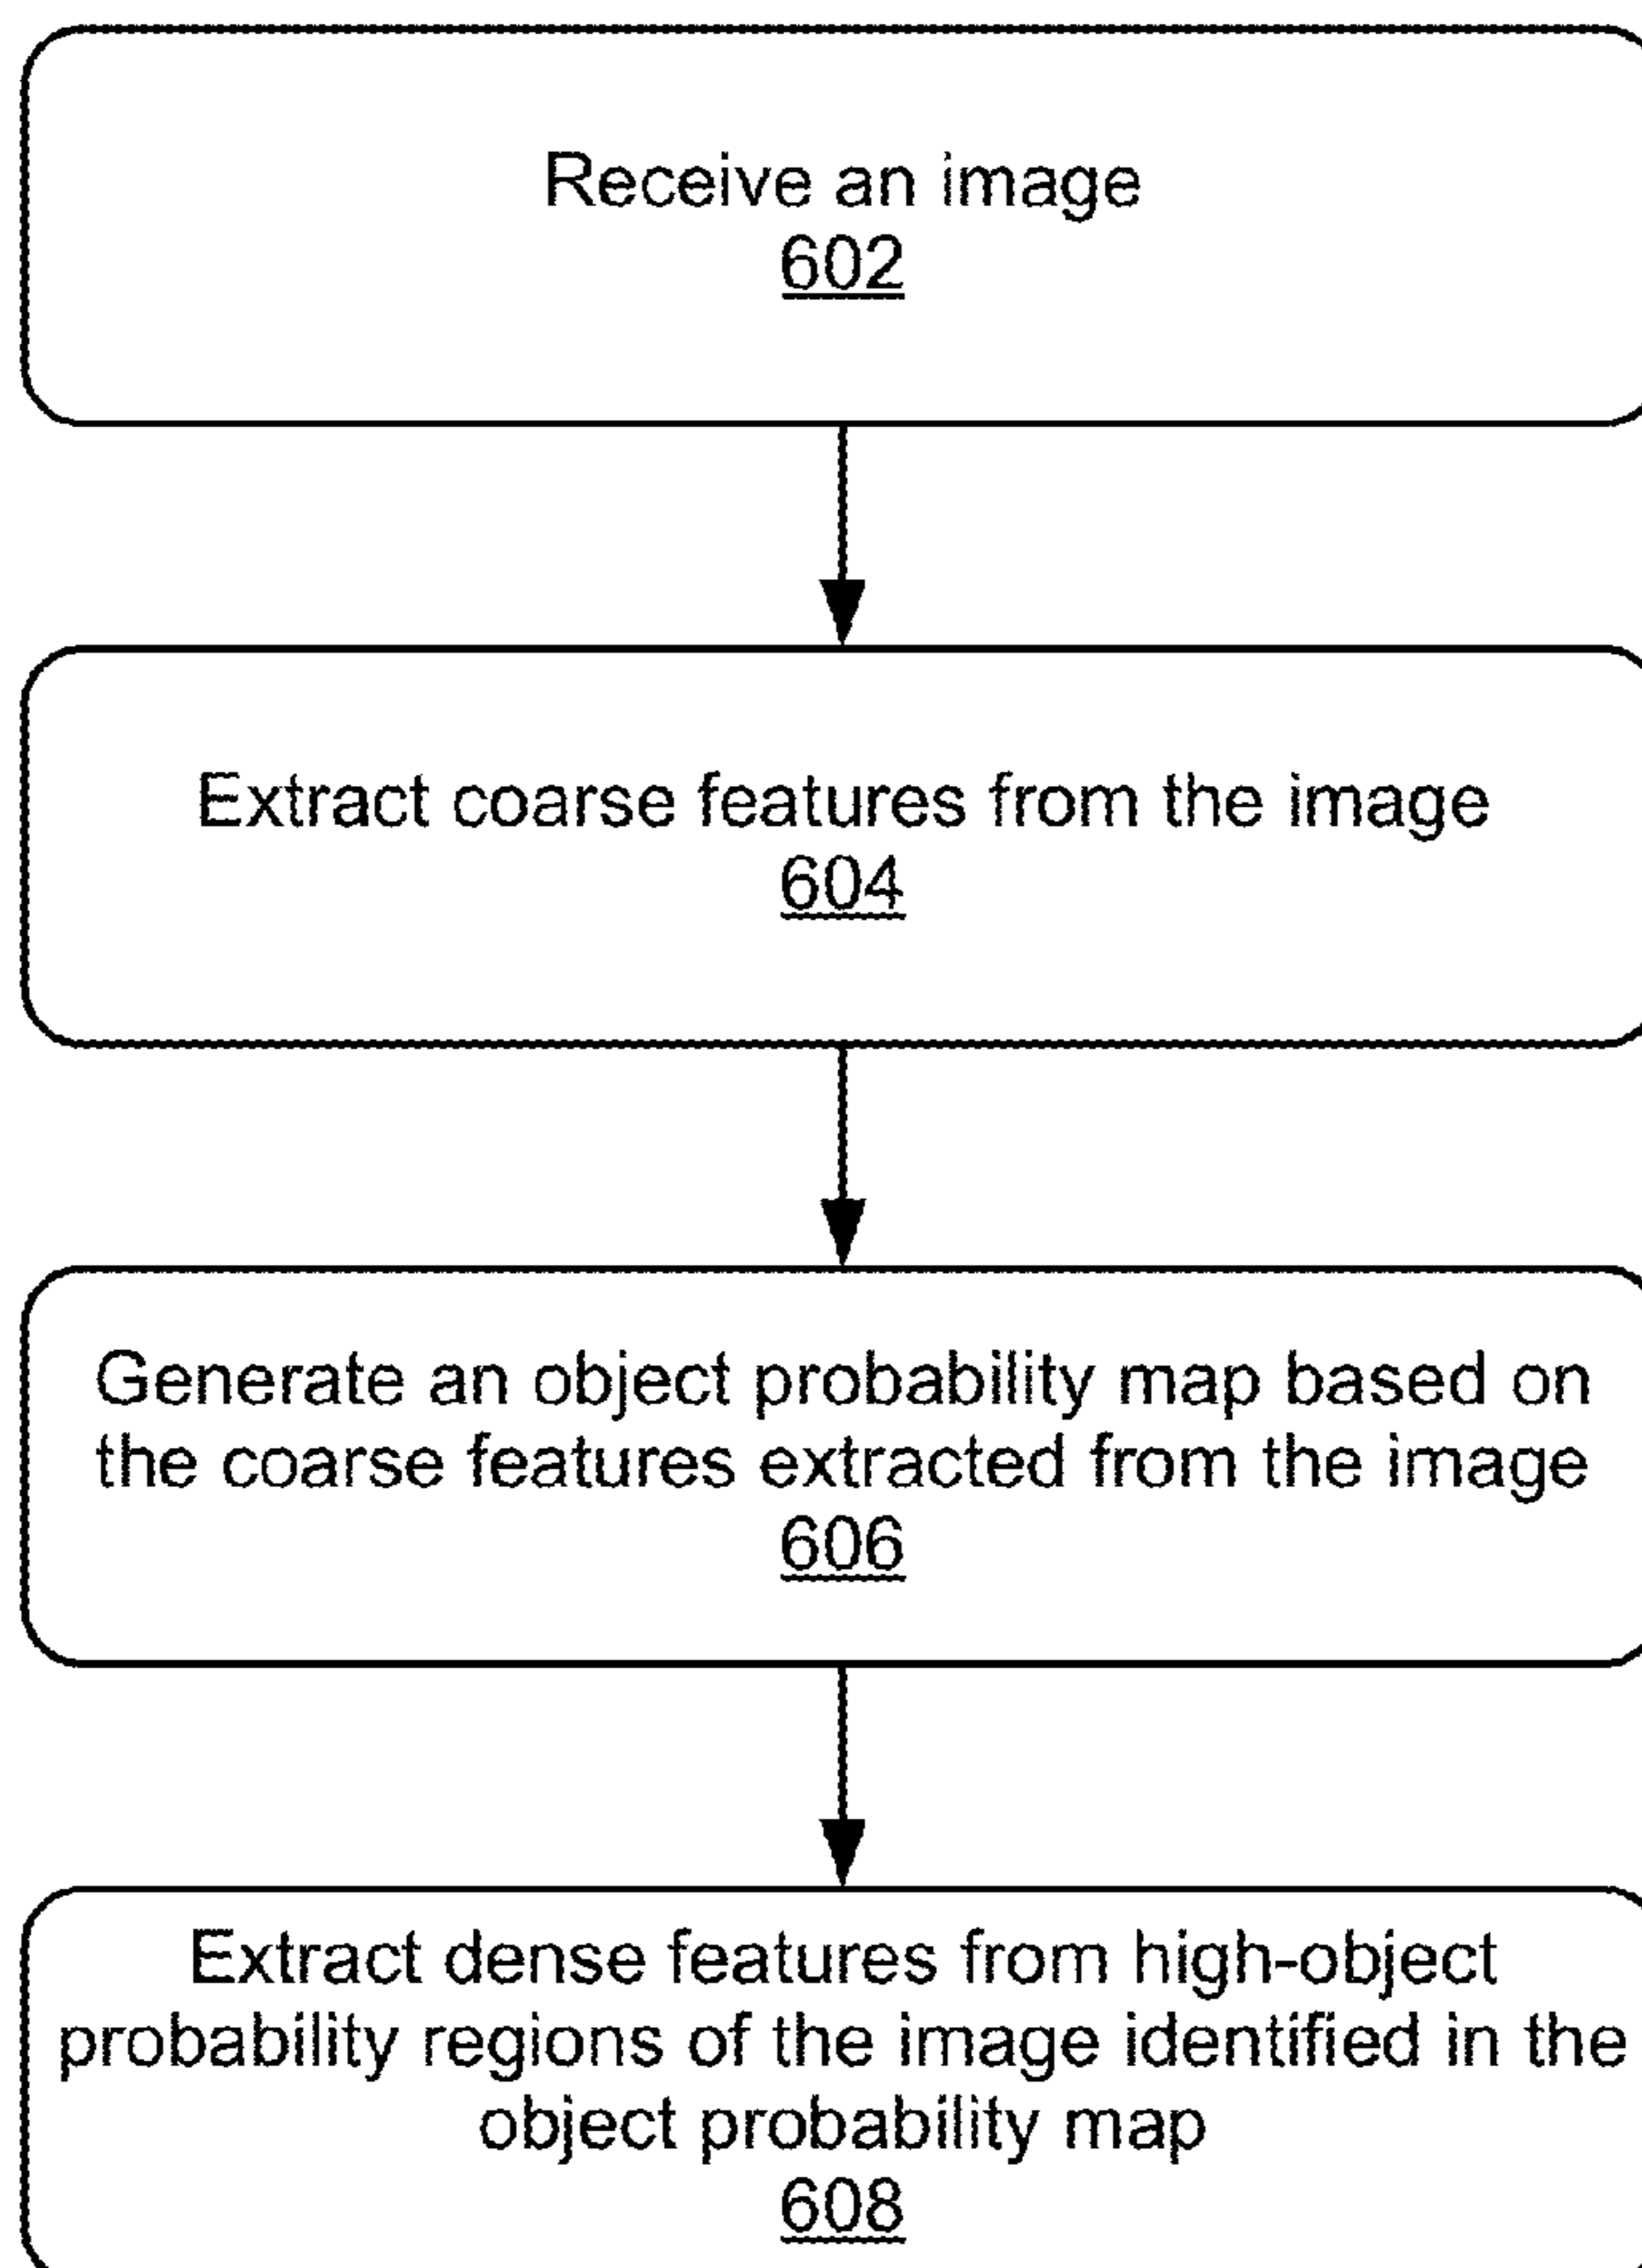 Receive an image
602
Extract coarse features from the image
604
Generate an object probability map based on
the coarse features extracted from the image
606
Extract dense features from high-object
probability regions of the image identified in the
object probability map
608